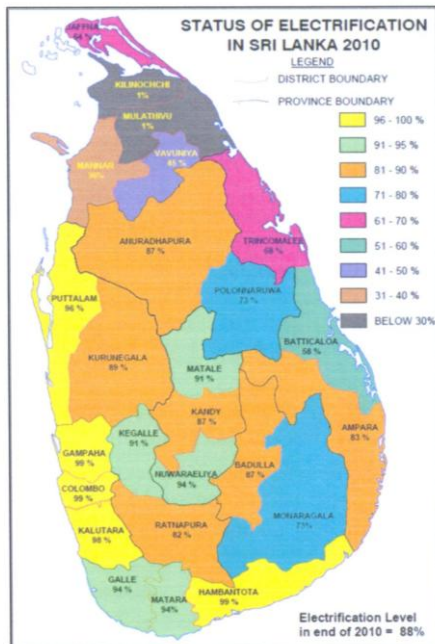 STATUS OF ELECTRIFICATION
IN SRI LANKA 2010
LEGEND
DISTRICT BOUNDARY
PROVINCE BOUNDARY
96 - 100 %
91 - 95 %
81 - 90 %
71 - 80 %
61 - 70 %
51 - 60 %
41 - 50 %
31 - 40 %
BELOW 30%
JAFFNA
64 %
KILINOCHCHI
1%
MULATHIVU
1%
VAVUNIYA
45 %
MANNAR
ANURADHAPURA
87 %
TRINCOMALEE
68 %
PUTTALAM
96 %
POLONNARUWA
73 %
BATTICALOA
58 %
KURUNEGALA
89 %
MATALE
91 %
KANDY
87 %
AMPARA
83 %
KEGALLE
91 %
GAMPAHA
99 %
NUWARAELIYA
94 %
BADULLA
87 %
COLOMBO
99 %
MONARAGALA
KALUTARA
98 %
RATNAPURA
82 %
GALLE
94 %
MATARA
94%
HAMBANTOTA
99 %
Electrification Level
in end of 2010 = 88%